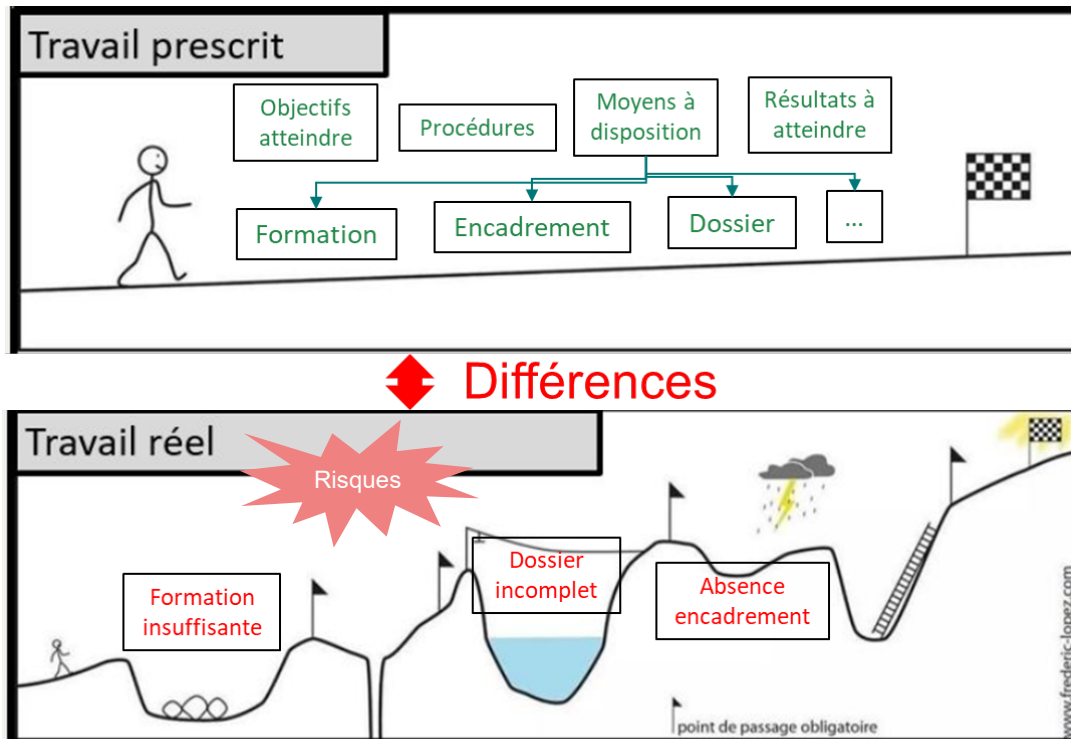 Travail prescrit
Objectifs
atteindre
Procédures
Moyens à
disposition
Résultats à
atteindre
Formation
Encadrement
Dossier
...
Différences
Travail réel
Risques
Formation
insuffisante
Dossier
incomplet
Absence
encadrement
point de passage obligatoire
www.frederic-lopez.com